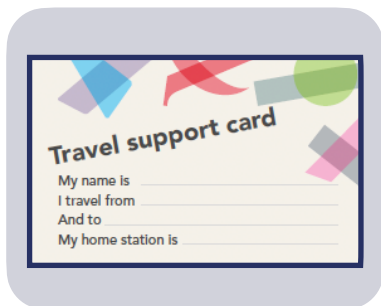 Travel support card
My name is
I travel from
And to
My home station is